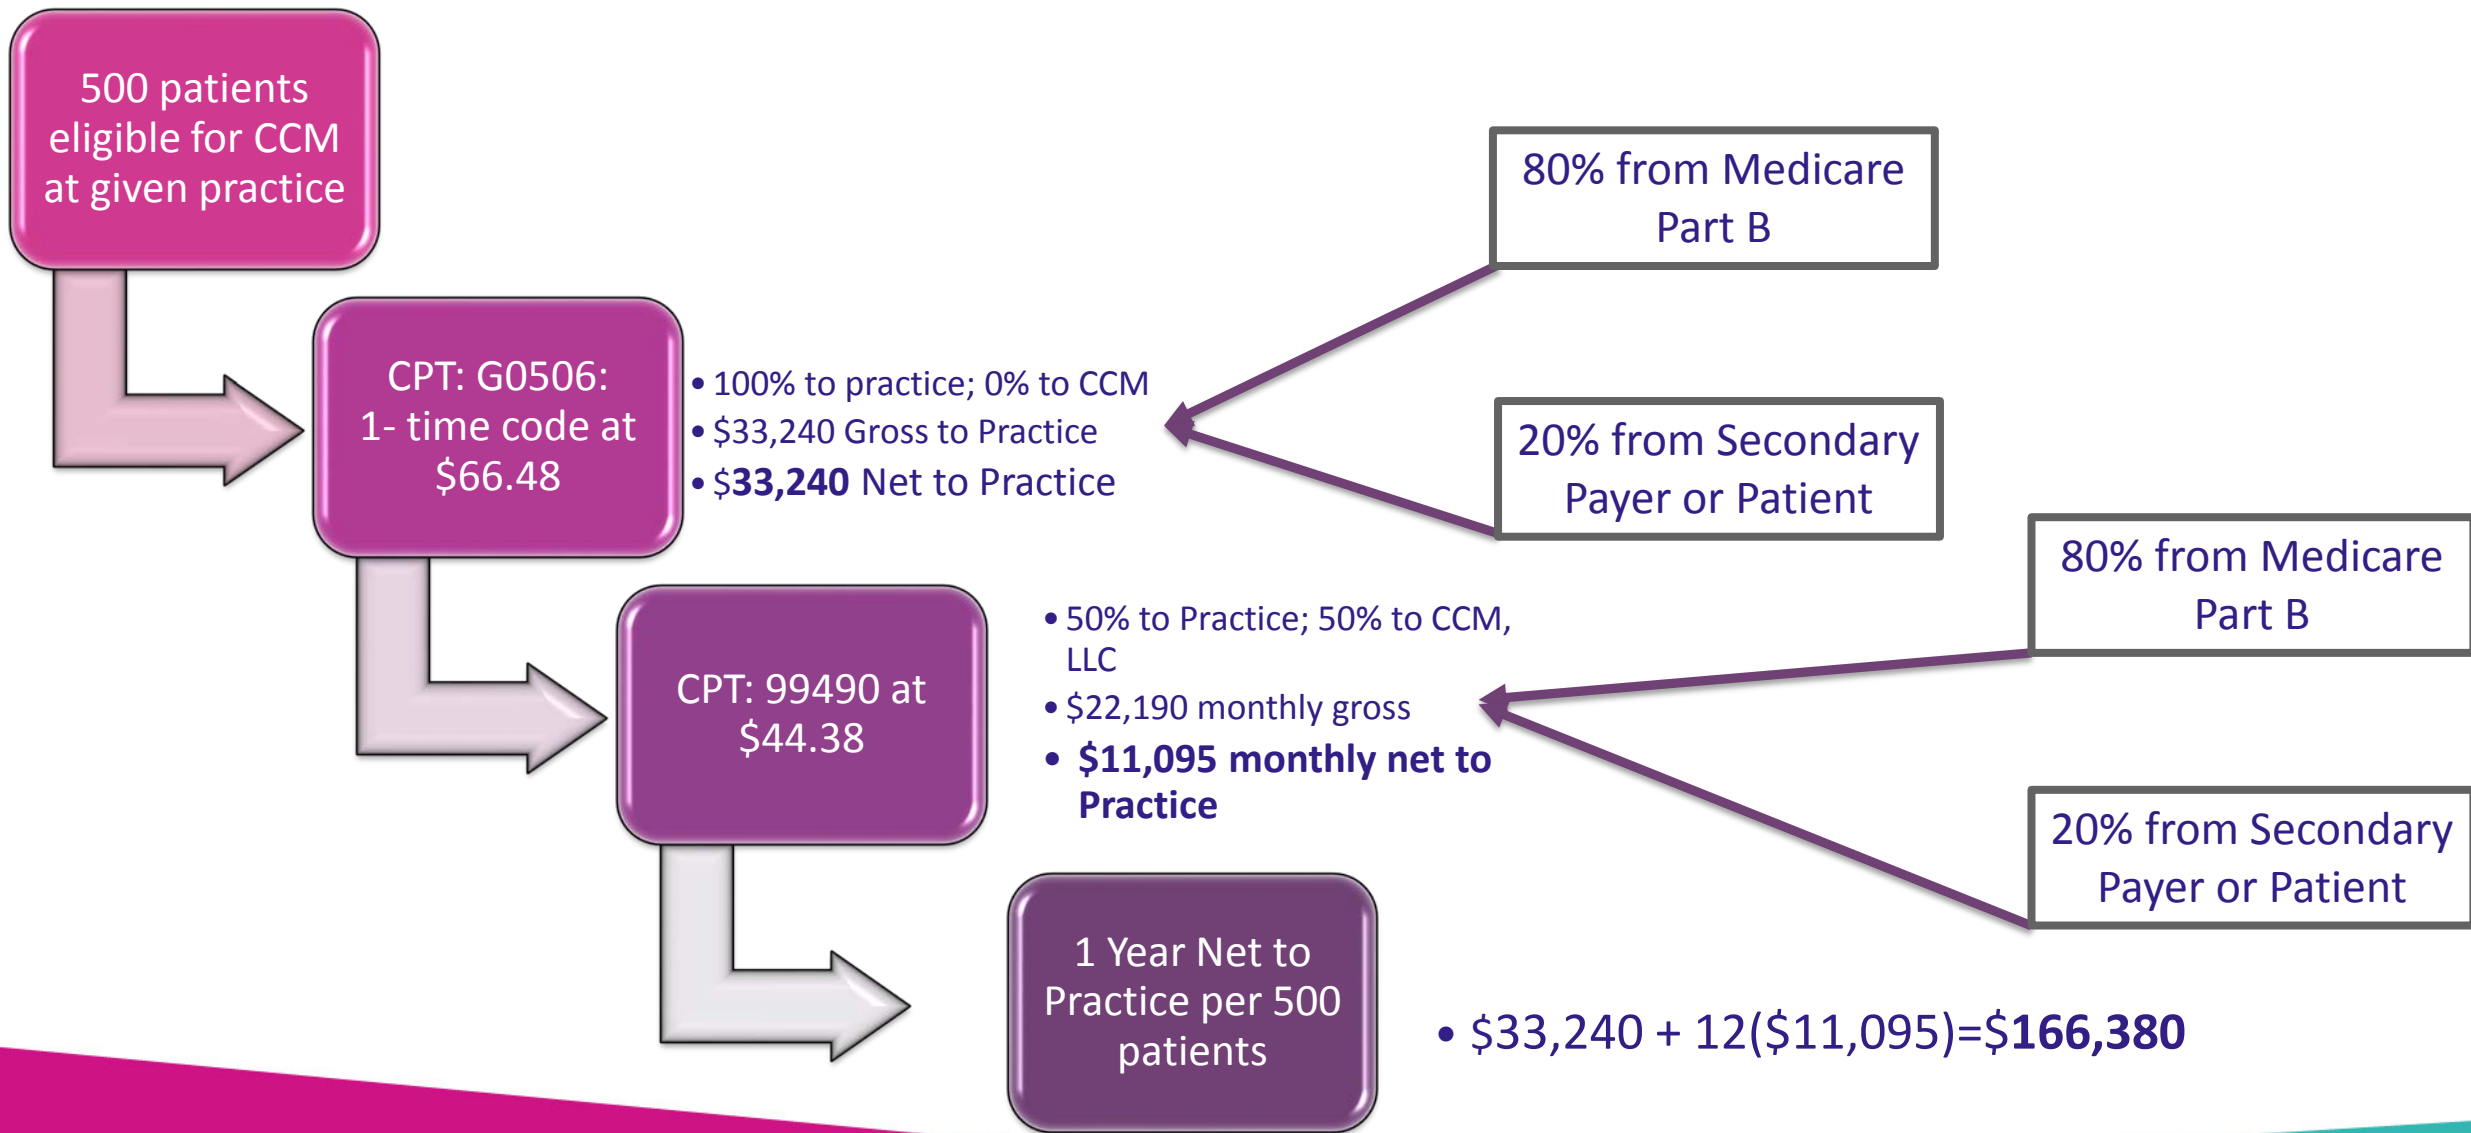 500 patients
eligible for CCM
at given practice
CPT: G0506:
1- time code at
$66.48
• 100% to practice; 0% to CCM
• $33,240 Gross to Practice
• $33,240 Net to Practice
80% from Medicare
Part B
20% from Secondary
Payer or Patient
CPT: 99490 at
$44.38
• 50% to Practice; 50% to CCM,
LLC
• $22,190 monthly gross
• $11,095 monthly net to
Practice
80% from Medicare
Part B
20% from Secondary
Payer or Patient
1 Year Net to
Practice per 500
patients
• $33,240 + 12($11,095)=$166,380